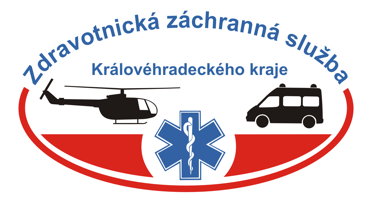 Zdravotnická záchranná služba
Královéhradeckého kraje